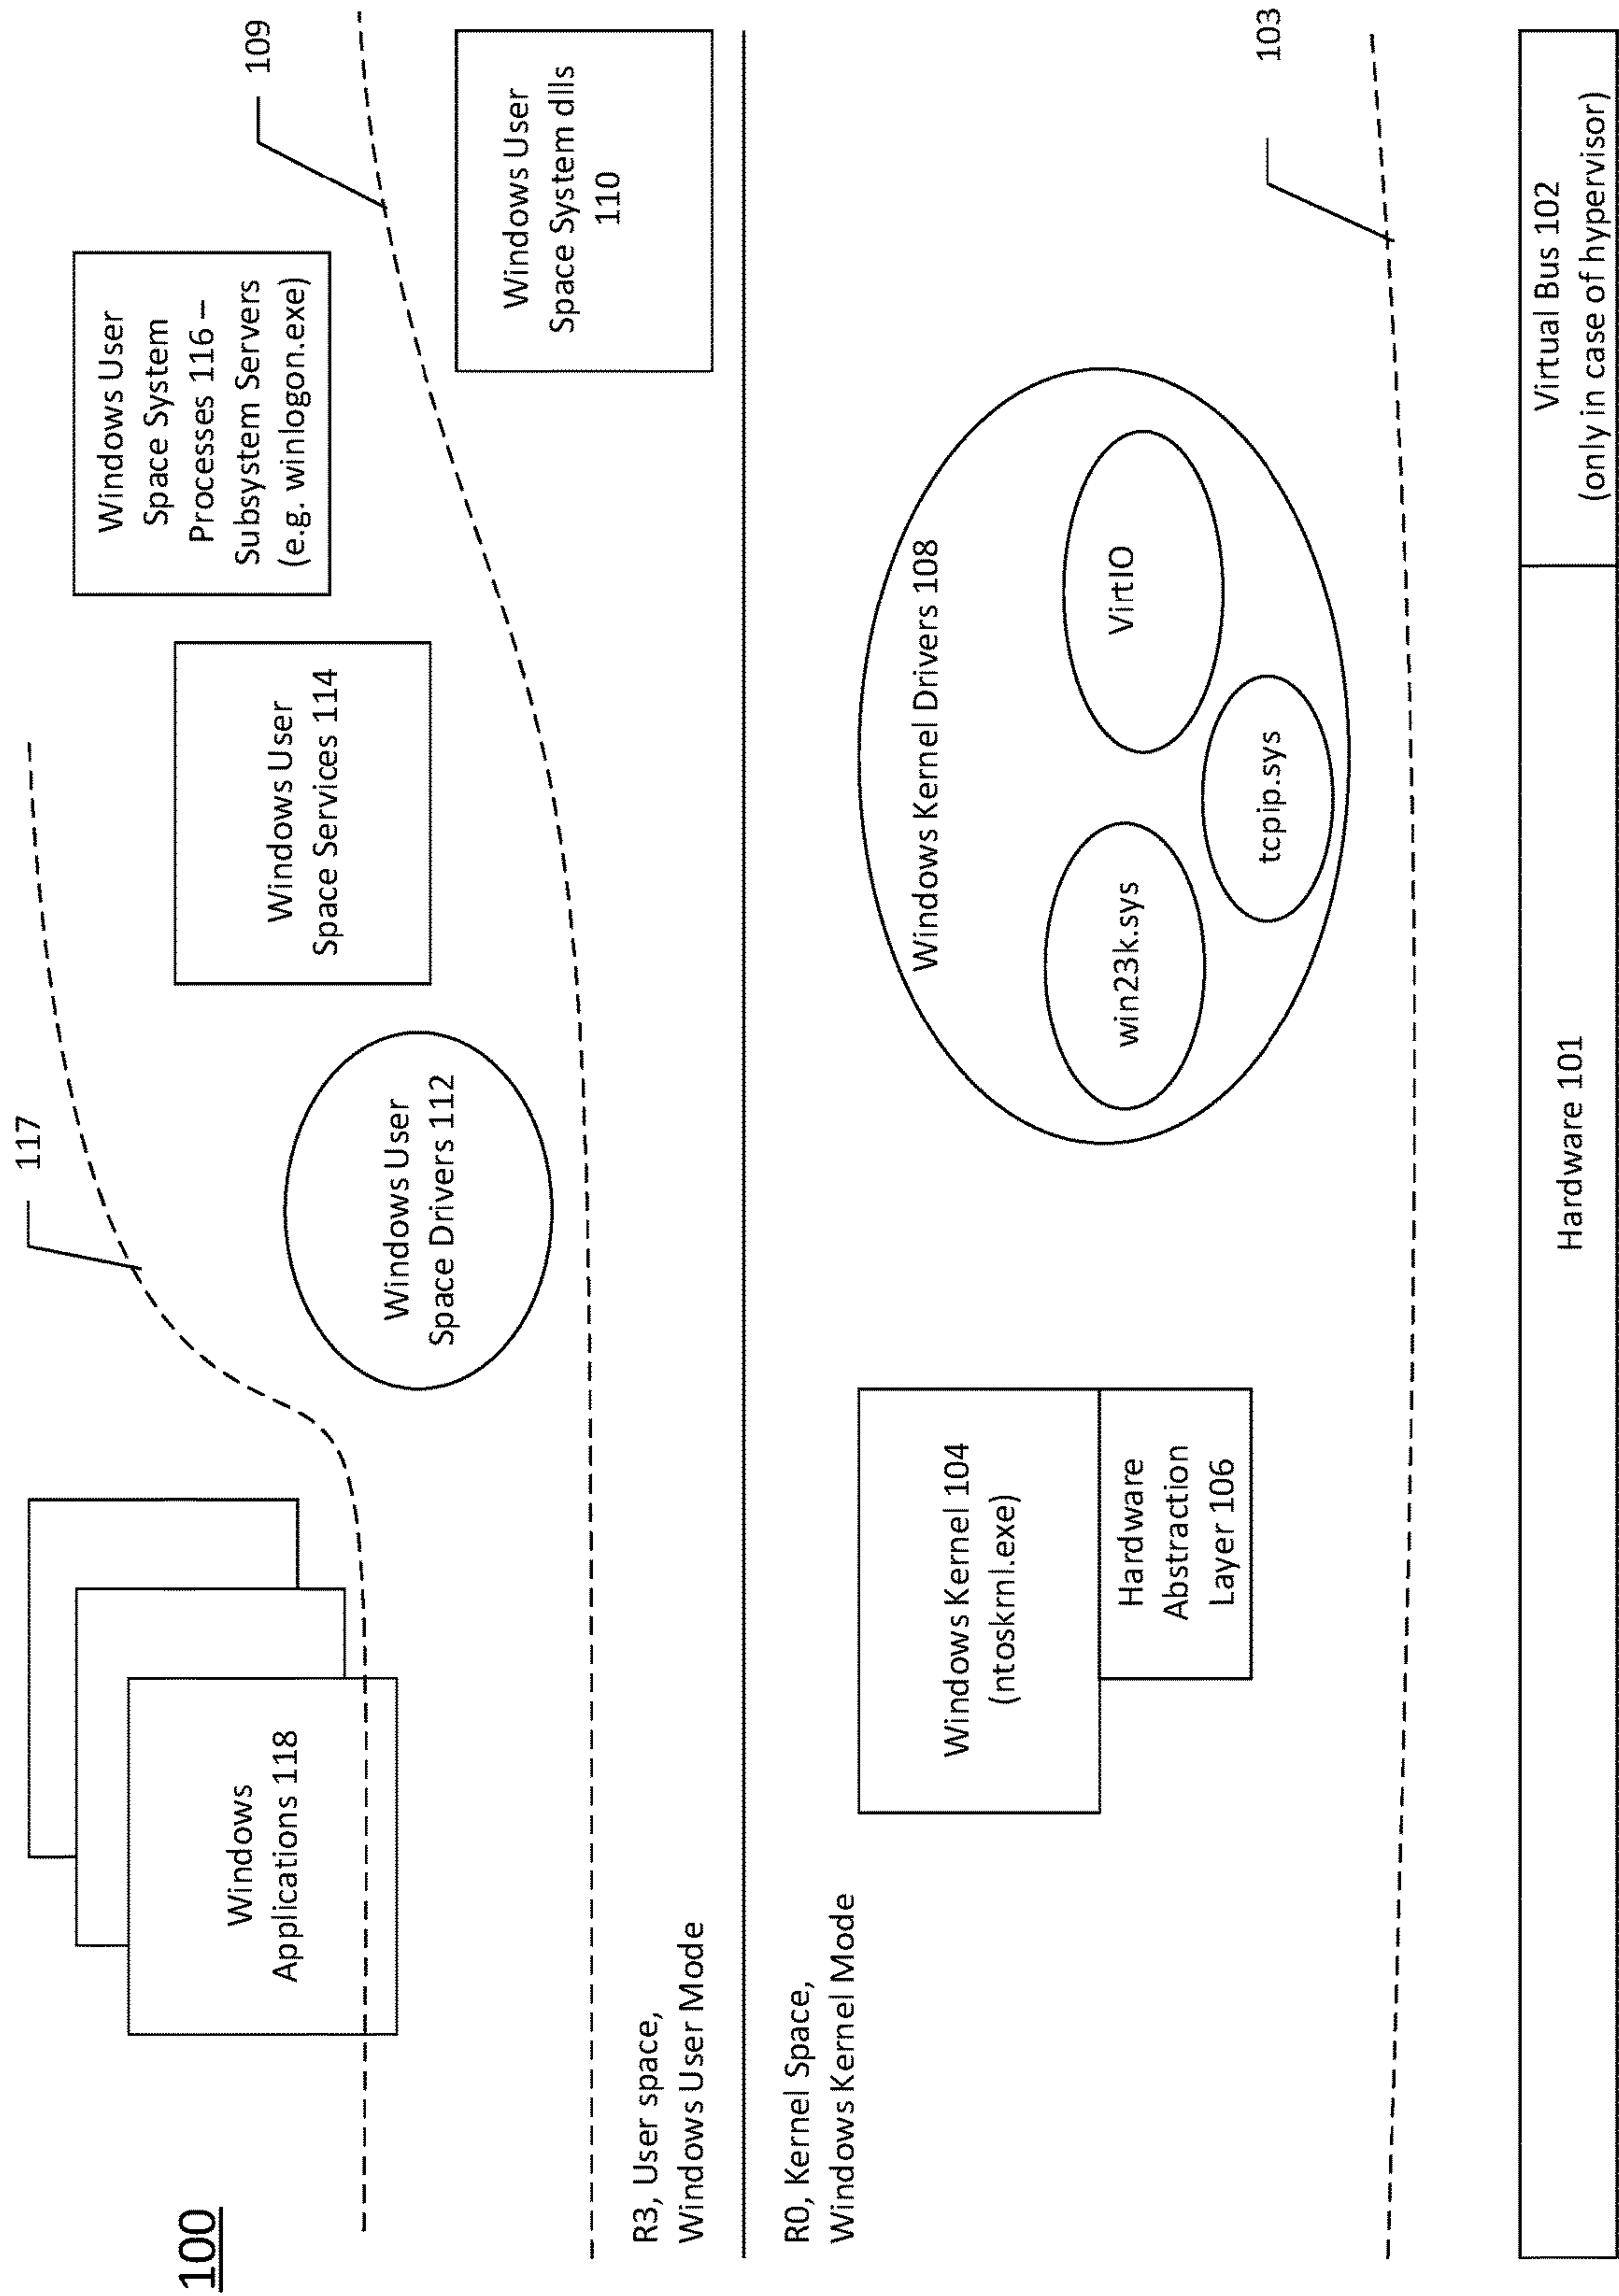 100
117
109
Windows
Applications 118
Windows User
Space Drivers 112
Windows User
Space Services 114
Windows User
Space System
Processes 116 –
Subsystem Servers
(e.g. winlogon.exe)
Windows User
Space System dlls
110
R3, User space,
Windows User Mode
R0, Kernel Space,
Windows Kernel Mode
Windows Kernel 104
(ntoskrnl.exe)
Hardware
Abstraction
Layer 106
Windows Kernel Drivers 108
win23k.sys
tcpip.sys
VirtIO
103
Hardware 101
Virtual Bus 102
(only in case of hypervisor)